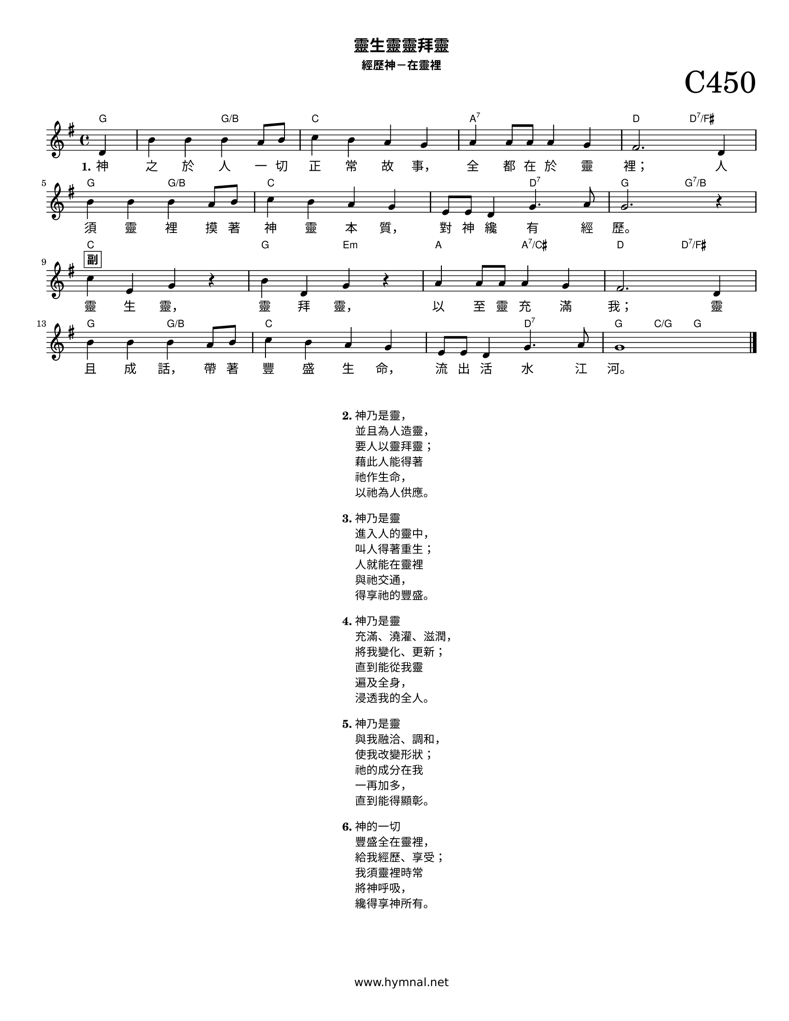 靈生靈靈拜靈
經歷神－在靈裡
C450
G G/B C A7 D D7/F♯
1. 神 之 於 人 一 切 正 常 故 事， 全 都 在 於 靈 裡； 人
5 G G/B C D7 G G7/B
須 靈 裡 摸 著 神 靈 本 質， 對 神 纔 有 經 歷。
9 副 C G Em A A7/C♯ D D7/F♯
靈 生 靈， 靈 拜 靈， 以 至 靈 充 滿 我； 靈
13 G G/B C D7 G C/G G
且 成 話， 帶 著 豐 盛 生 命， 流 出 活 水 江 河。
2. 神乃是靈，
並且為人造靈，
要人以靈拜靈；
藉此人能得著
祂作生命，
以祂為人供應。
3. 神乃是靈
進入人的靈中，
叫人得著重生；
人就能在靈裡
與祂交通，
得享祂的豐盛。
4. 神乃是靈
充滿、澆灌、滋潤，
將我變化、更新；
直到能從我靈
遍及全身，
浸透我的全人。
5. 神乃是靈
與我融洽、調和，
使我改變形狀；
祂的成分在我
一再加多，
直到能得顯彰。
6. 神的一切
豐盛全在靈裡，
給我經歷、享受；
我須靈裡時常
將神呼吸，
纔得享神所有。
www.hymnal.net